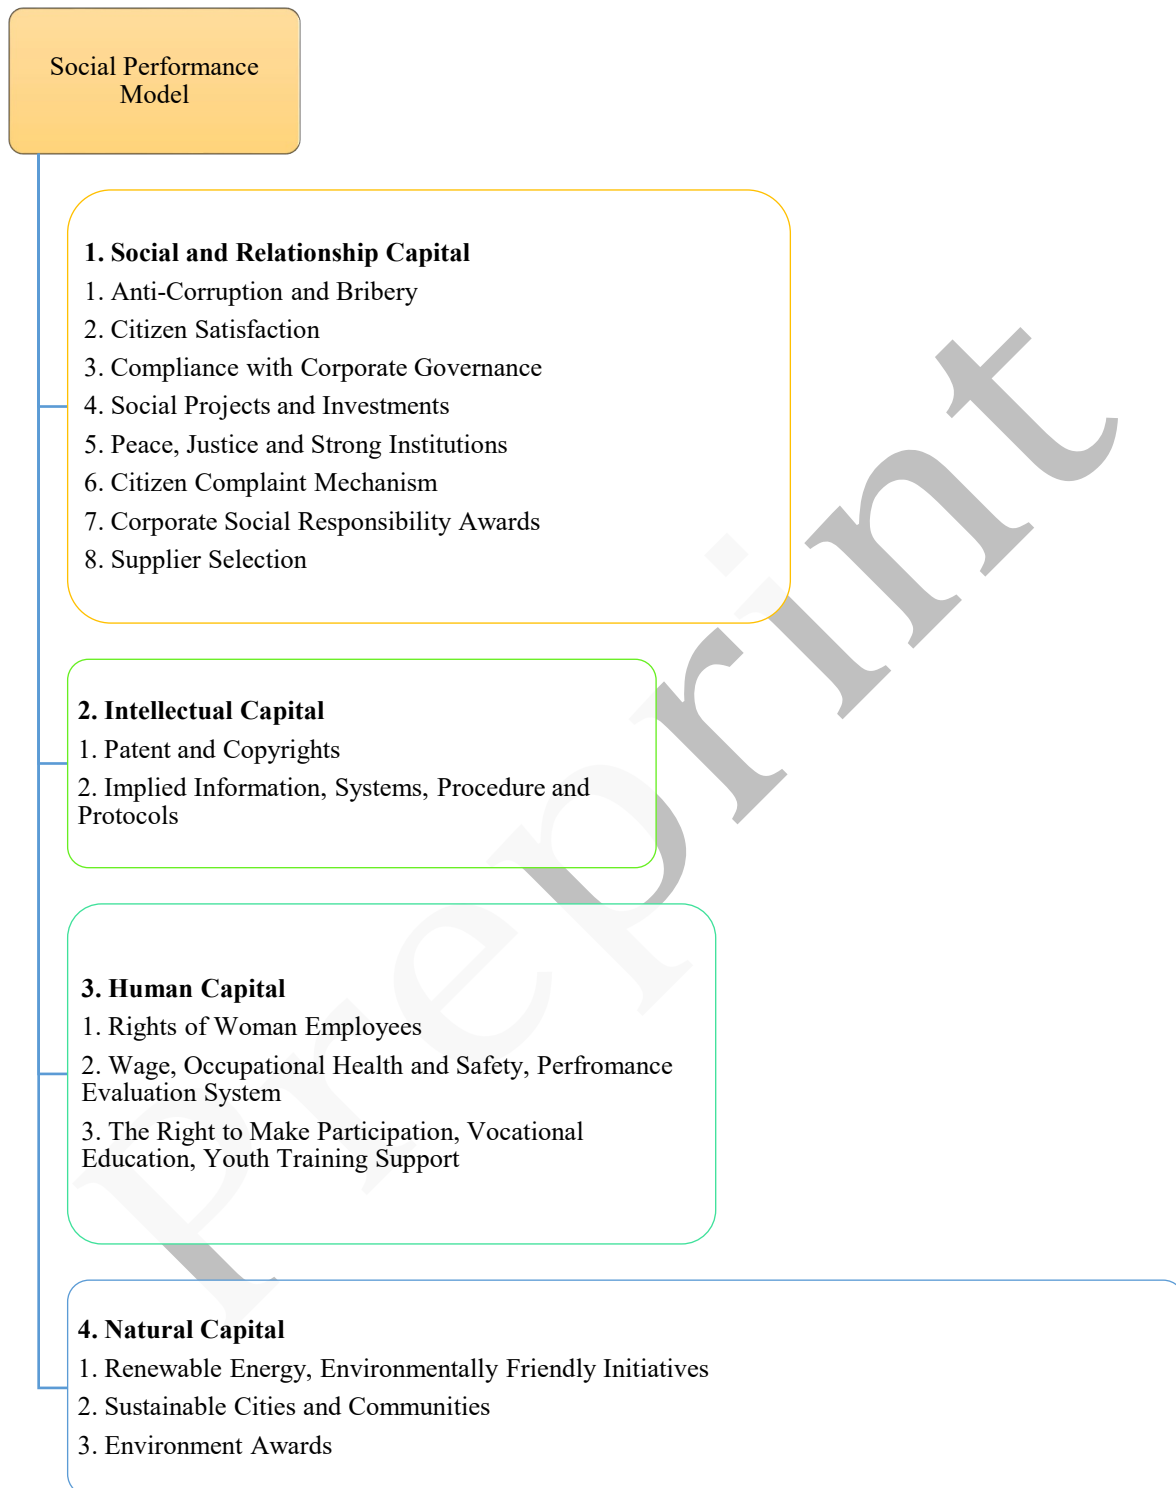 Social Performance
Model
1. Social and Relationship Capital
1. Anti-Corruption and Bribery
2. Citizen Satisfaction
3. Compliance with Corporate Governance
4. Social Projects and Investments
5. Peace, Justice and Strong Institutions
6. Citizen Complaint Mechanism
7. Corporate Social Responsibility Awards
8. Supplier Selection
2. Intellectual Capital
1. Patent and Copyrights
2. Implied Information, Systems, Procedure and
Protocols
3. Human Capital
1. Rights of Woman Employees
2. Wage, Occupational Health and Safety, Perfromance
Evaluation System
3. The Right to Make Participation, Vocational
Education, Youth Training Support
4. Natural Capital
1. Renewable Energy, Environmentally Friendly Initiatives
2. Sustainable Cities and Communities
3. Environment Awards
Preprint